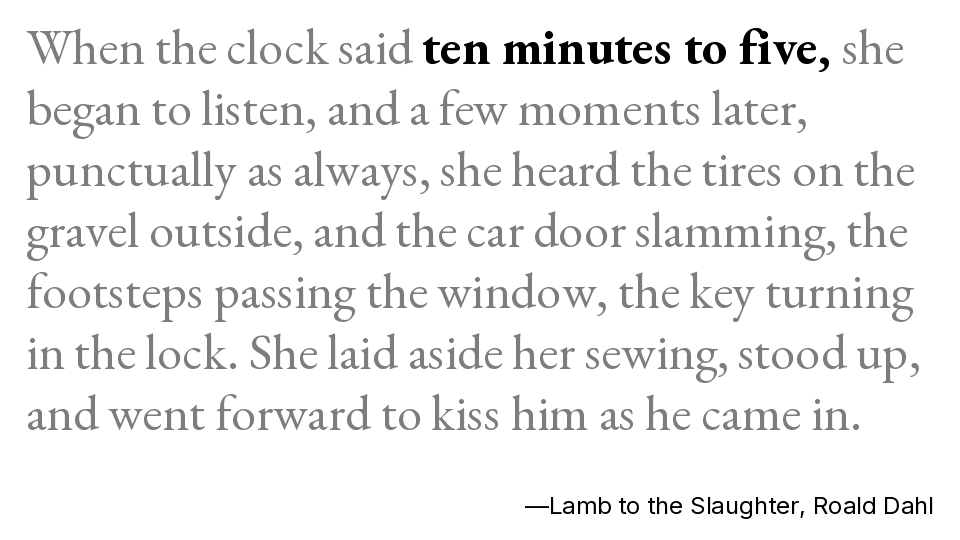 When the clock said ten minutes to five, she
began to listen, and a few moments later,
punctually as always, she heard the tires on the
gravel outside, and the car door slamming, the
footsteps passing the window, the key turning
in the lock. She laid aside her sewing, stood up,
and went forward to kiss him as he came in.
—Lamb to the Slaughter, Roald Dahl